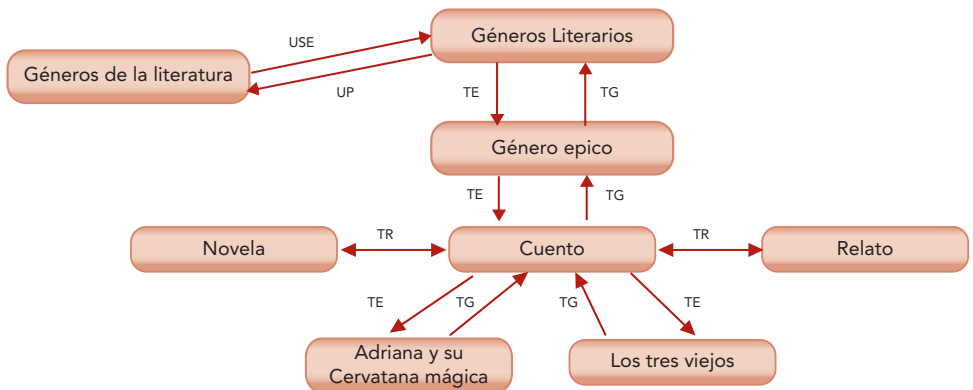 Géneros Literarios
USE
Géneros de la literatura
UP
TE
TG
Género epico
TE
TG
Novela
TR
Cuento
TR
Relato
TE
TG
TG
TE
Adriana y su
Cervatana mágica
Los tres viejos